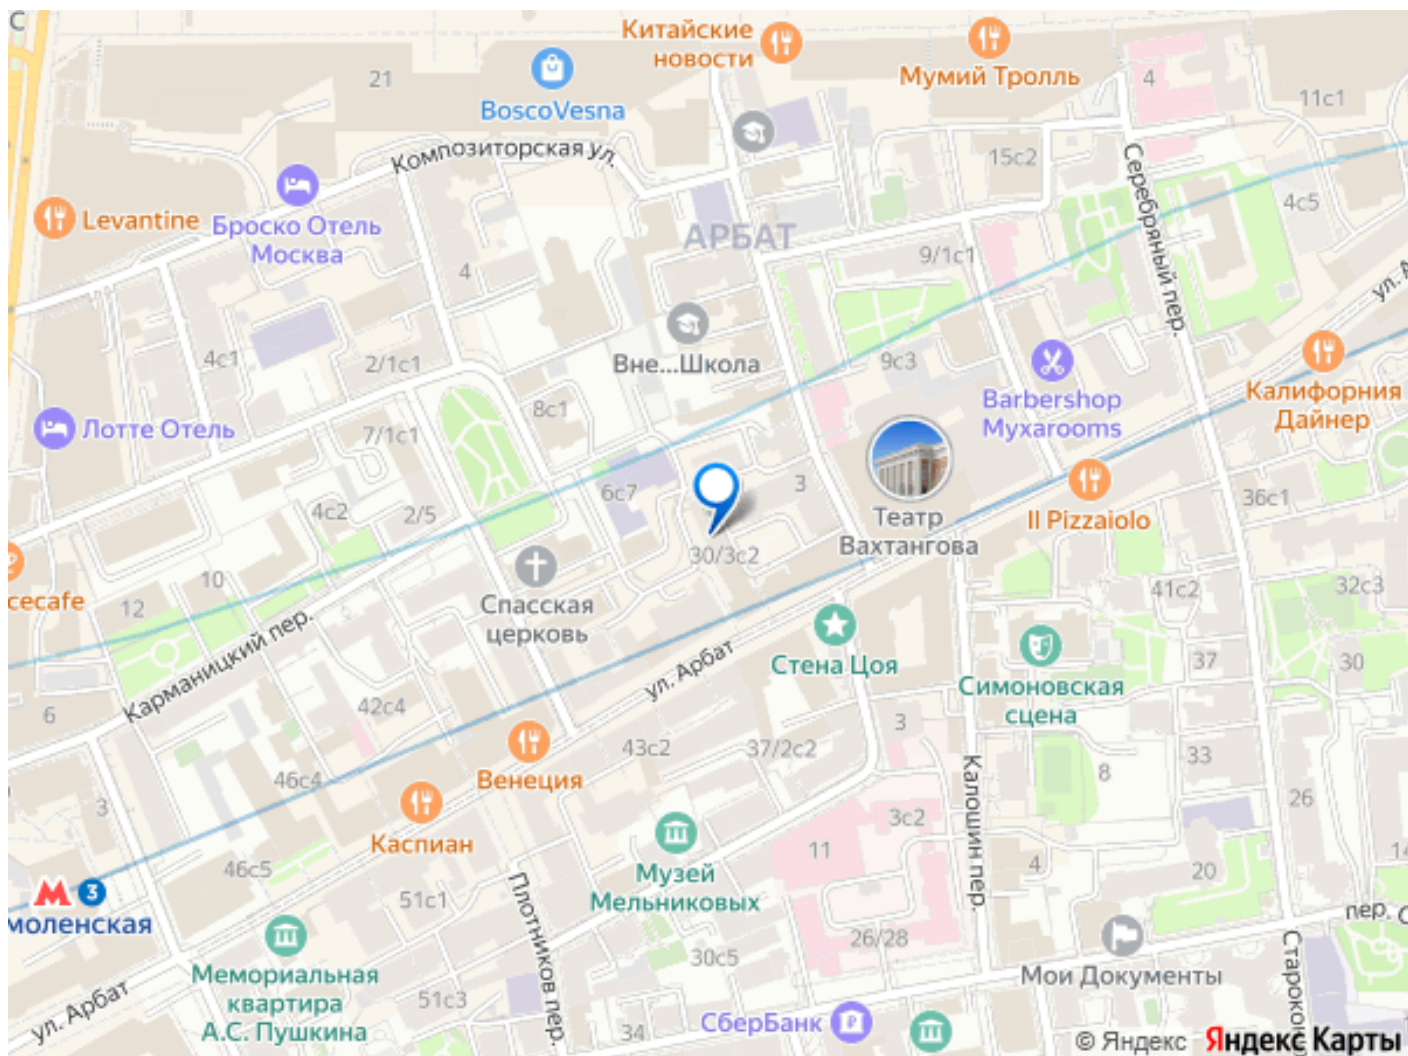 С
Китайские
новости
Мумий Тролль
4
21
BoscoVesna
11с1
Композиторская ул.
15с2
Серебряный пер.
Levantine
Броско Отель
Москва
АРБАТ
4с5
4
9/1с1
ул. А
4с1
2/1с1
Вне...Школа
9с3
Barbershop
Myxarooms
Калифорния
Дайнер
8с1
Лотте Отель
7/1с1
6с7
3
36с1
4с2
2/5
Театр
Вахтангова
Il Pizzaiolo
30/3с2
cecafe
12
10
Спасская
церковь
41с2
32с3
Карманицкий пер.
ул. Арбат
Стена Цоя
37
30
Симоновская
сцена
6
42с4
3
43с2
37/2с2
33
Венеция
46с4
8
Калошин пер.
3
26
Каспиан
3с2
11
14
46с5
Музей
Мельниковых
4
20
3
моленская
51с1
Плотников пер.
26/28
пер. С
30с5
Мои Документы
Мемориальная
квартира
А.С. Пушкина
51с3
Староко
ул. Арбат
34
СберБанк
© Яндекс Яндекс Карты